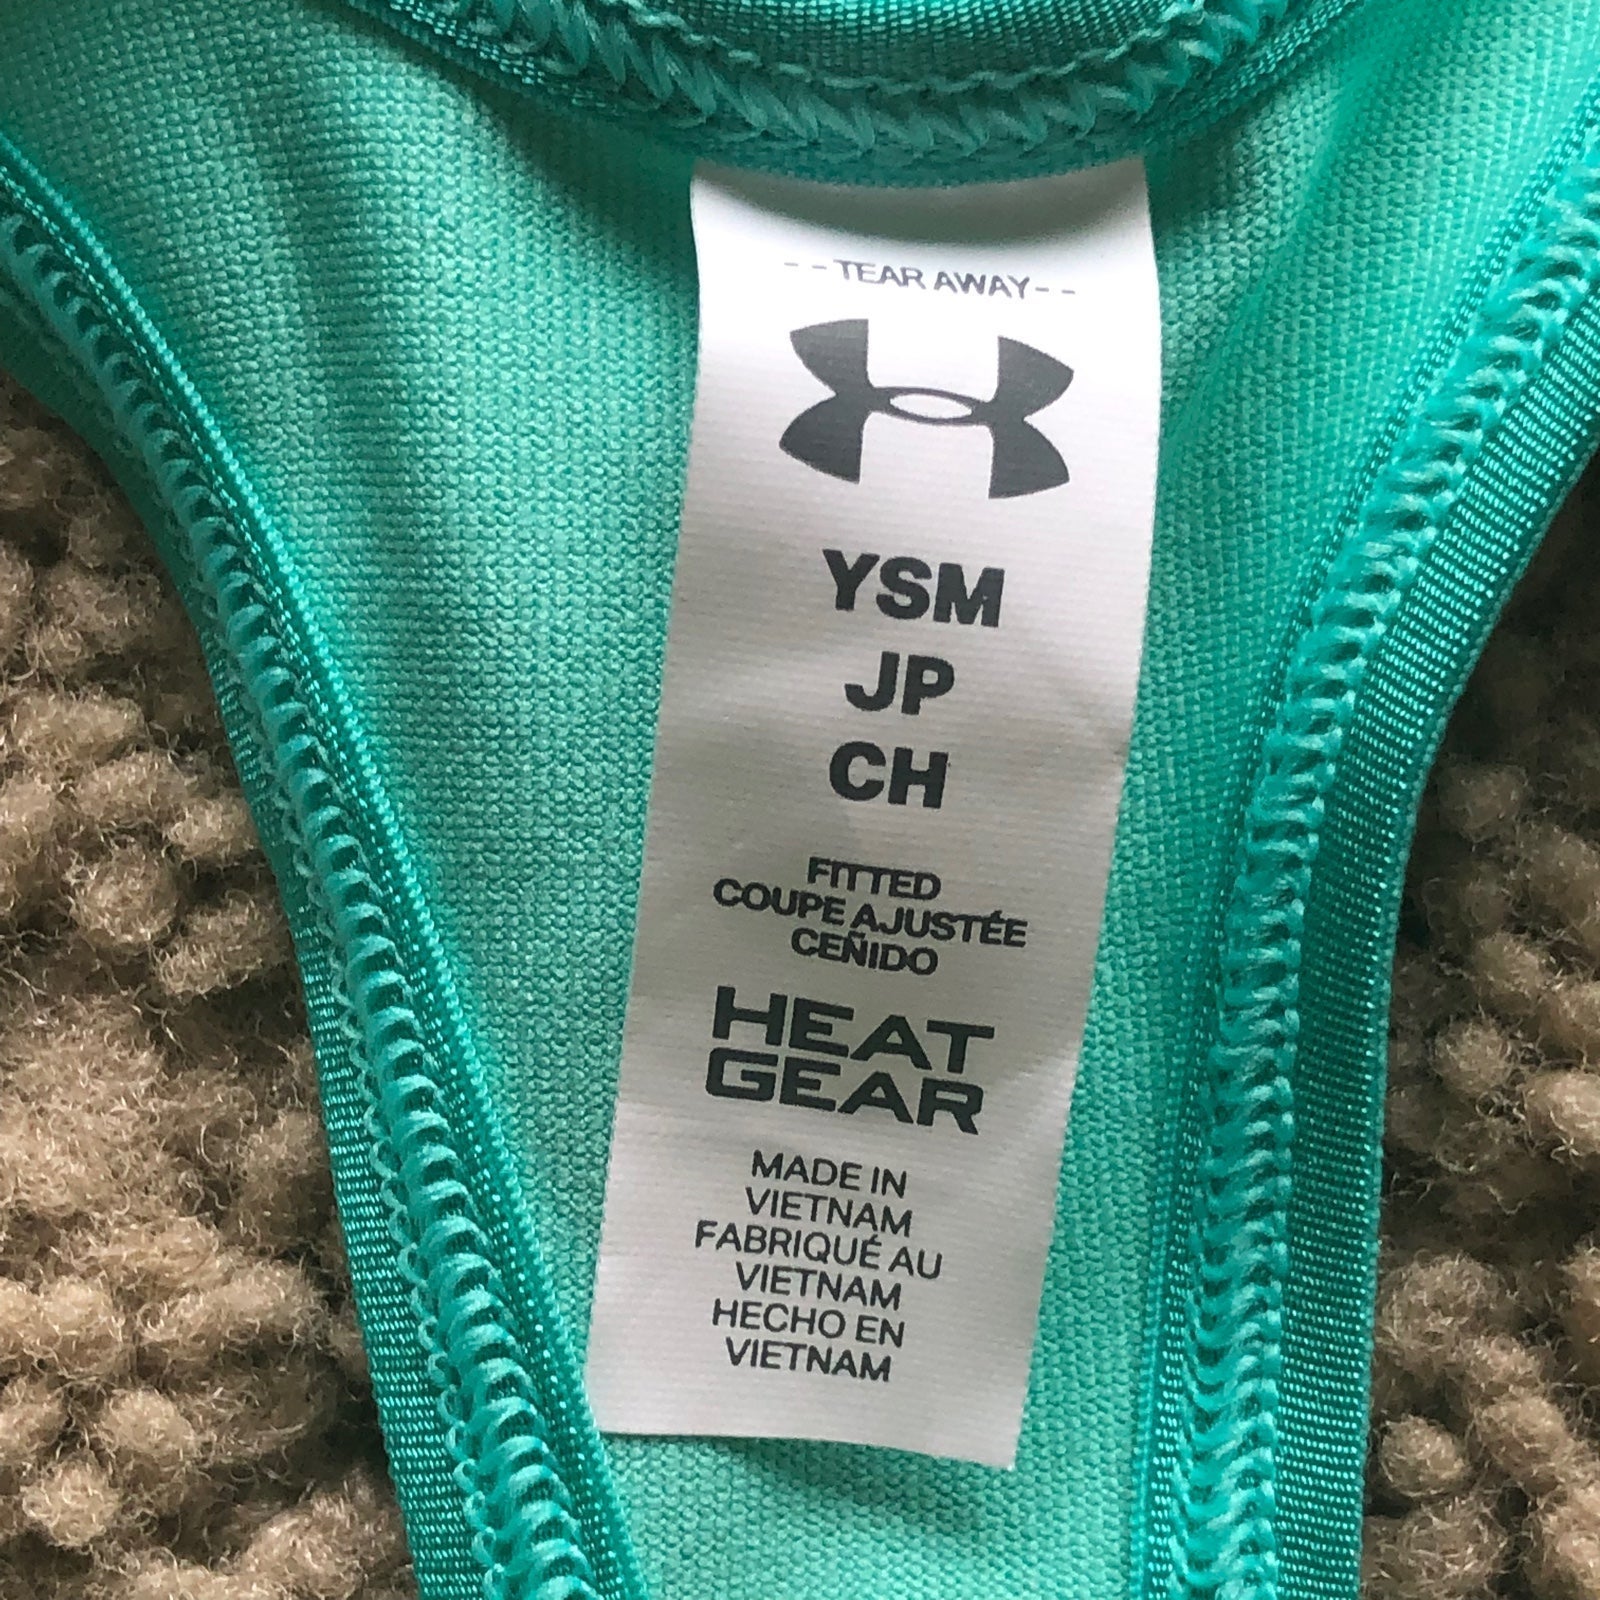 --TEAR AWAY--
YSM
JP
CH
FITTED
COUPE AJUSTÉE
CEÑIDO
HEAT
GEAR
MADE IN
VIETNAM
FABRIQUÉ AU
VIETNAM
HECHO EN
VIETNAM